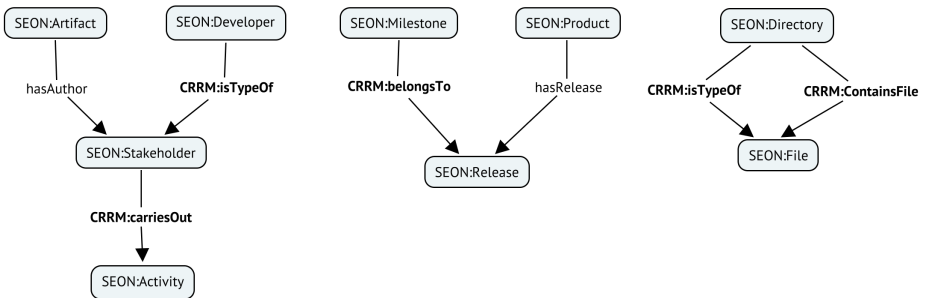 SEON:Artifact
SEON:Developer
SEON:Milestone
SEON:Product
SEON:Directory
hasAuthor
CRRM:isTypeOf
CRRM:belongsTo
hasRelease
CRRM:isTypeOf
CRRM:ContainsFile
SEON:Stakeholder
SEON:Release
SEON:File
CRRM:carriesOut
SEON:Activity